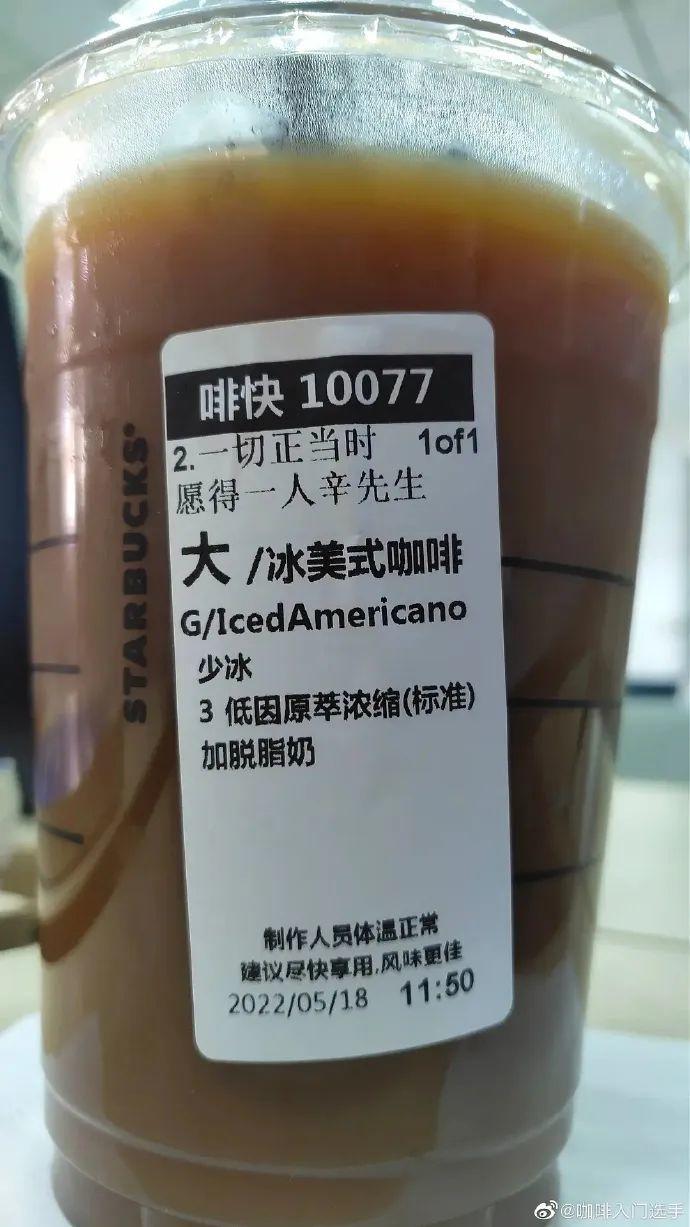 STARBUCKS®
啡快 10077
2.一切正当时 1of1
愿得一人辛先生
大 /冰美式咖啡
G/IcedAmericano
少冰
3 低因原萃浓缩(标准)
加脱脂奶
制作人员体温正常
建议尽快享用,风味更佳
2022/05/18 11:50
@咖啡入门选手